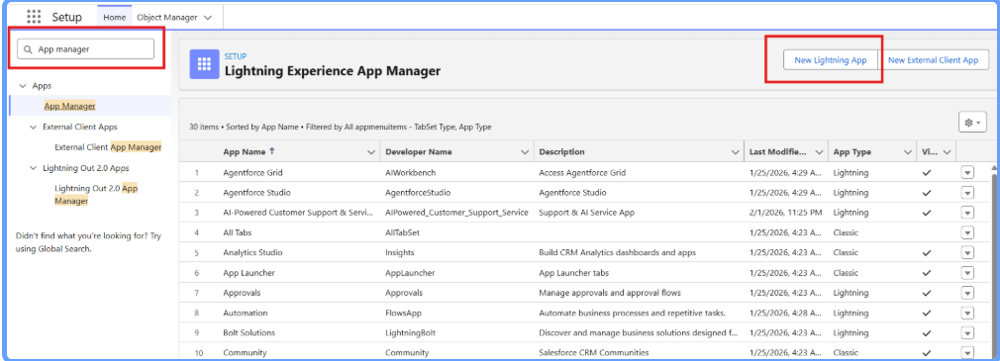 Setup Home Object Manager
App manager
Apps
App Manager
External Client Apps
External Client App Manager
Lightning Out 2.0 Apps
Lightning Out 2.0 App
Manager
Didn't find what you're looking for? Try
using Global Search.
SETUP
Lightning Experience App Manager
New Lightning App New External Client App
30 items • Sorted by App Name • Filtered by All appmenuitems - TabSet Type, App Type
App Name ↑ Developer Name Description Last Modifie... App Type Vi...
1 Agentforce Grid AIWorkbench Access Agentforce Grid 1/25/2026, 4:29 A... Lightning ✓
2 Agentforce Studio AgentforceStudio Agentforce Studio 1/25/2026, 4:29 A... Lightning ✓
3 AI-Powered Customer Support & Servi... AIPowered_Customer_Support_Service Support & AI Service App 2/1/2026, 11:25 PM Lightning ✓
4 All Tabs AllTabSet 1/25/2026, 4:23 A... Classic
5 Analytics Studio Insights Build CRM Analytics dashboards and apps 1/25/2026, 4:23 A... Classic ✓
6 App Launcher AppLauncher App Launcher tabs 1/25/2026, 4:23 A... Classic ✓
7 Approvals Approvals Manage approvals and approval flows 1/25/2026, 4:23 A... Lightning ✓
8 Automation FlowsApp Automate business processes and repetitive tasks. 1/25/2026, 4:28 A... Lightning ✓
9 Bolt Solutions LightningBolt Discover and manage business solutions designed f... 1/25/2026, 4:23 A... Lightning ✓
10 Community Community Salesforce CRM Communities 1/25/2026, 4:23 A... Classic ✓